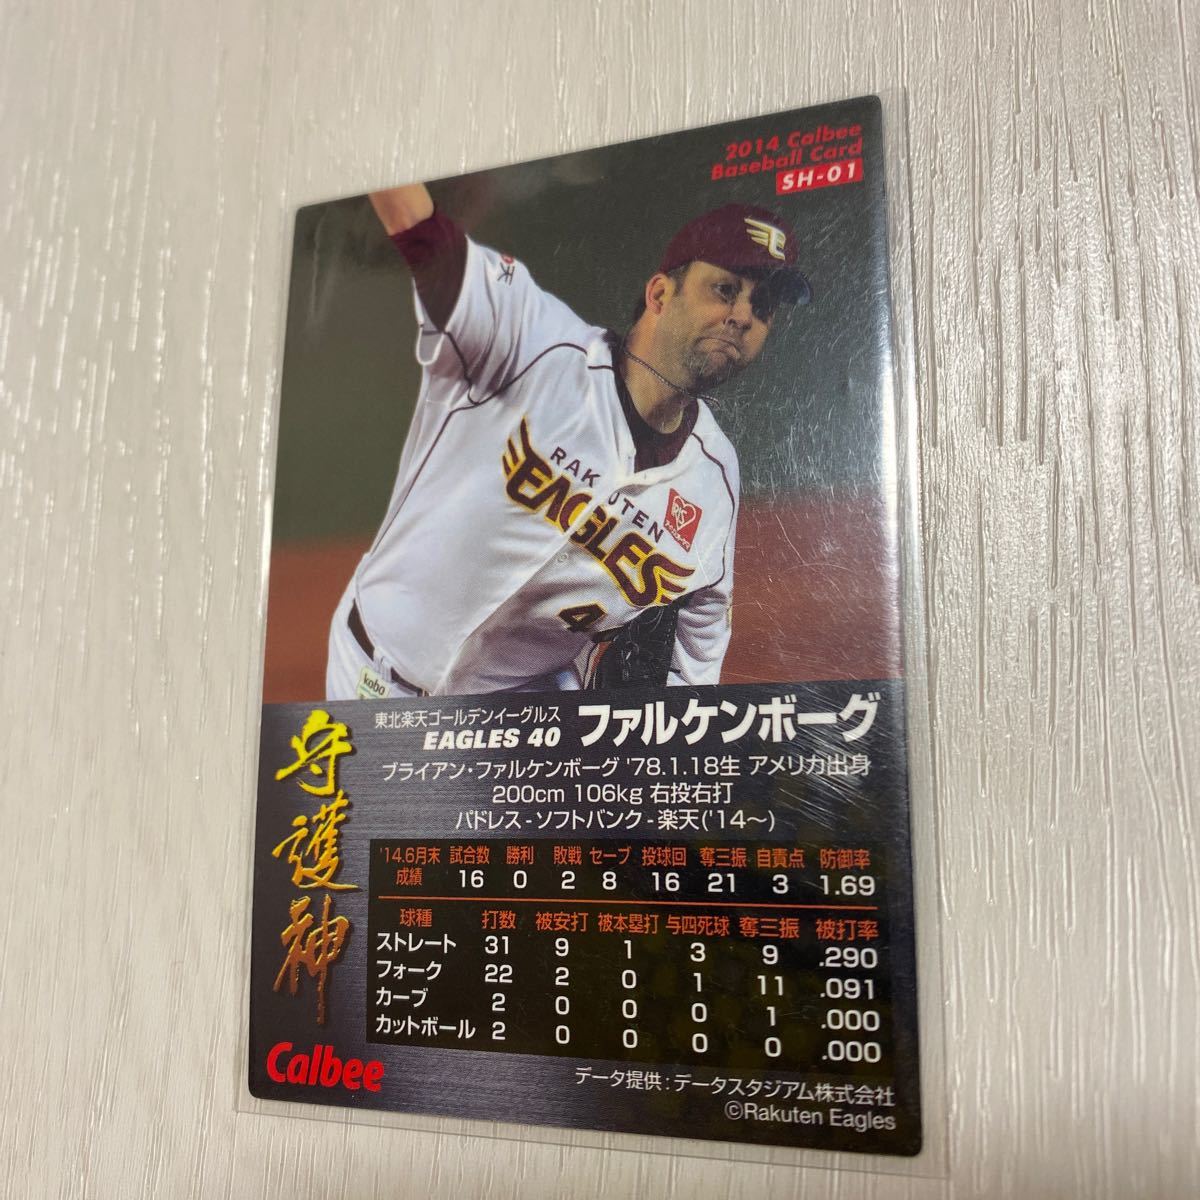 2014 Calbee
Baseball Card
SH-01
RAKUTEN
EAGLES
4
kobo
守護神
東北楽天ゴールデンイーグルス
EAGLES 40
ファルケンボーグ
ブライアン・ファルケンボーグ '78.1.18生 アメリカ出身
200cm 106kg 右投右打
パドレス-ソフトバンク-楽天('14〜)
'14.6月末成績 試合数 勝利 敗戦 セーブ 投球回 奪三振 自責点 防御率
16 0 2 8 16 21 3 1.69
球種 打数 被安打 被本塁打 与四死球 奪三振 被打率
ストレート 31 9 1 3 9 .290
フォーク 22 2 0 1 11 .091
カーブ 2 0 0 0 1 .000
カットボール 2 0 0 0 0 .000
Calbee
データ提供:データスタジアム株式会社
©Rakuten Eagles